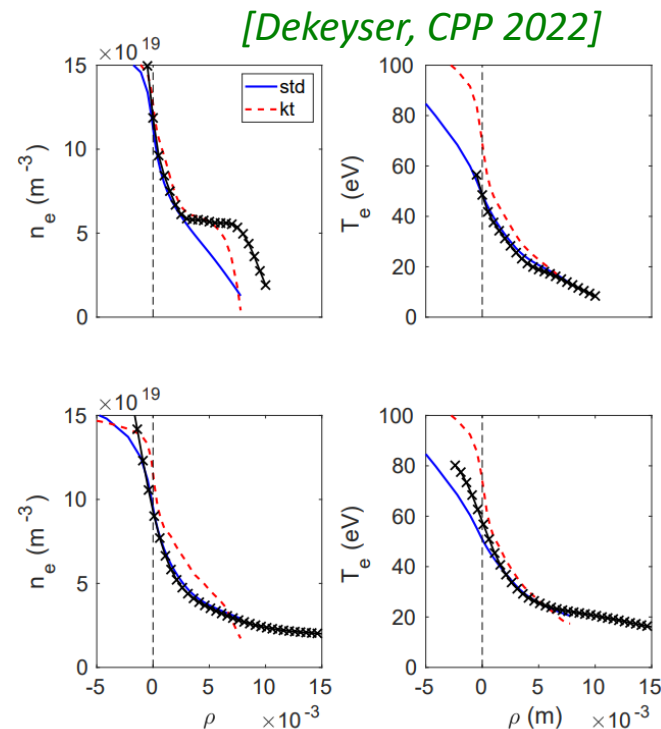 [Dekeyser, CPP 2022]
× 10^19
15
10
5
0
n_e (m^-3)
std
kt
100
80
60
40
20
0
T_e (eV)
× 10^19
15
10
5
0
n_e (m^-3)
-5 0 5 10 15
ρ × 10^-3
100
80
60
40
20
0
T_e (eV)
-5 0 5 10 15
ρ (m) × 10^-3